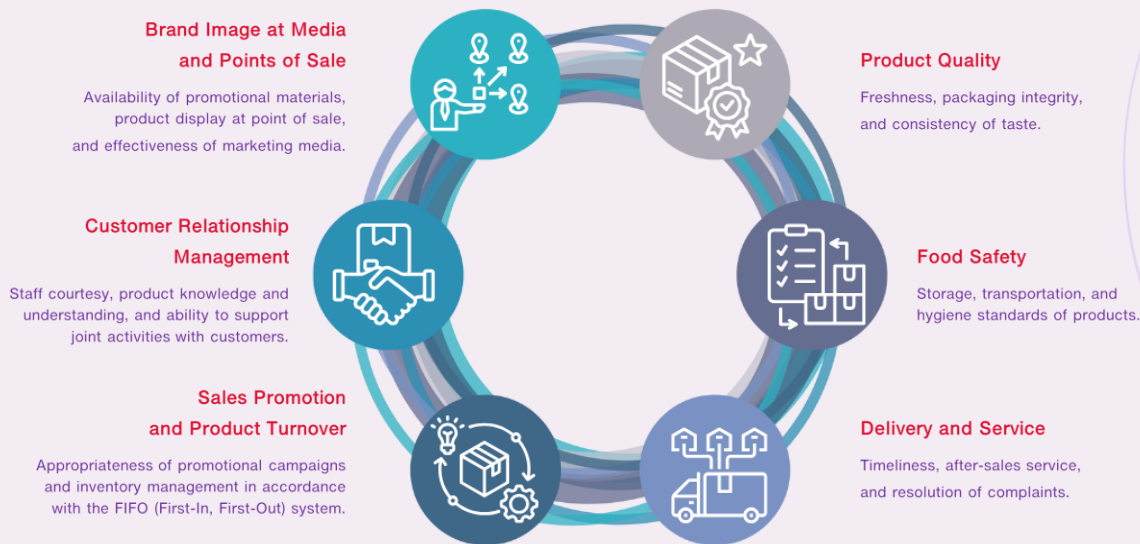 Brand Image at Media
and Points of Sale
Availability of promotional materials,
product display at point of sale,
and effectiveness of marketing media.
Product Quality
Freshness, packaging integrity,
and consistency of taste.
Customer Relationship
Management
Staff courtesy, product knowledge and
understanding, and ability to support
joint activities with customers.
Food Safety
Storage, transportation, and
hygiene standards of products.
Sales Promotion
and Product Turnover
Appropriateness of promotional campaigns
and inventory management in accordance
with the FIFO (First-In, First-Out) system.
Delivery and Service
Timeliness, after-sales service,
and resolution of complaints.